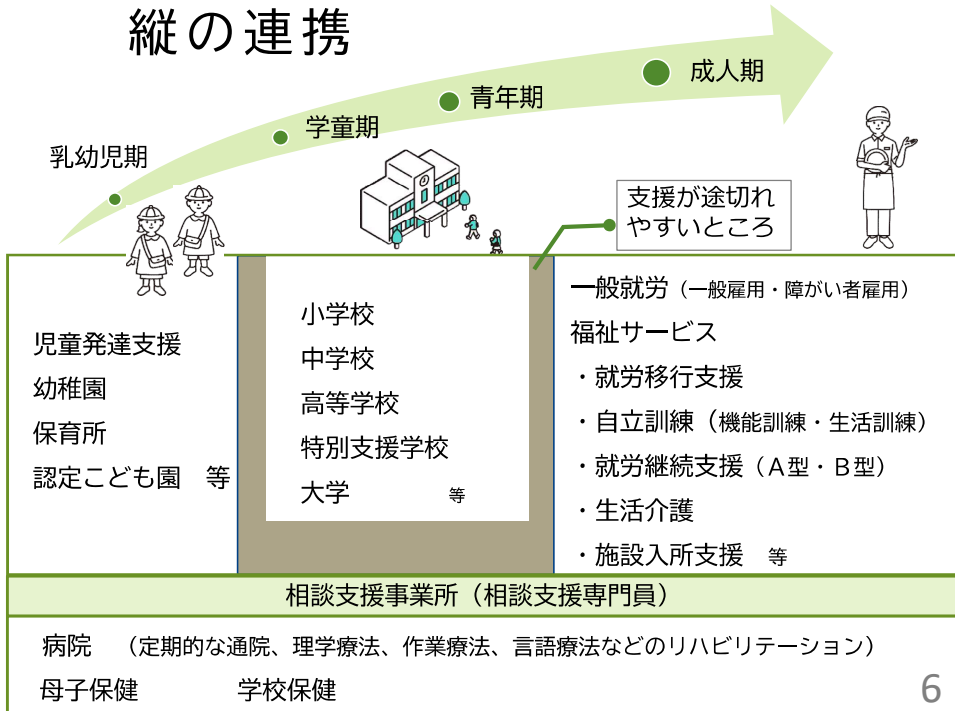 縦の連携
乳幼児期
学童期
青年期
成人期
支援が途切れ
やすいところ
児童発達支援
幼稚園
保育所
認定こども園　等
小学校
中学校
高等学校
特別支援学校
大学　　　　等
一般就労（一般雇用・障がい者雇用）
福祉サービス
・就労移行支援
・自立訓練（機能訓練・生活訓練）
・就労継続支援（Ａ型・Ｂ型）
・生活介護
・施設入所支援　等
相談支援事業所（相談支援専門員）
病院　（定期的な通院、理学療法、作業療法、言語療法などのリハビリテーション）
母子保健　　　　学校保健
6